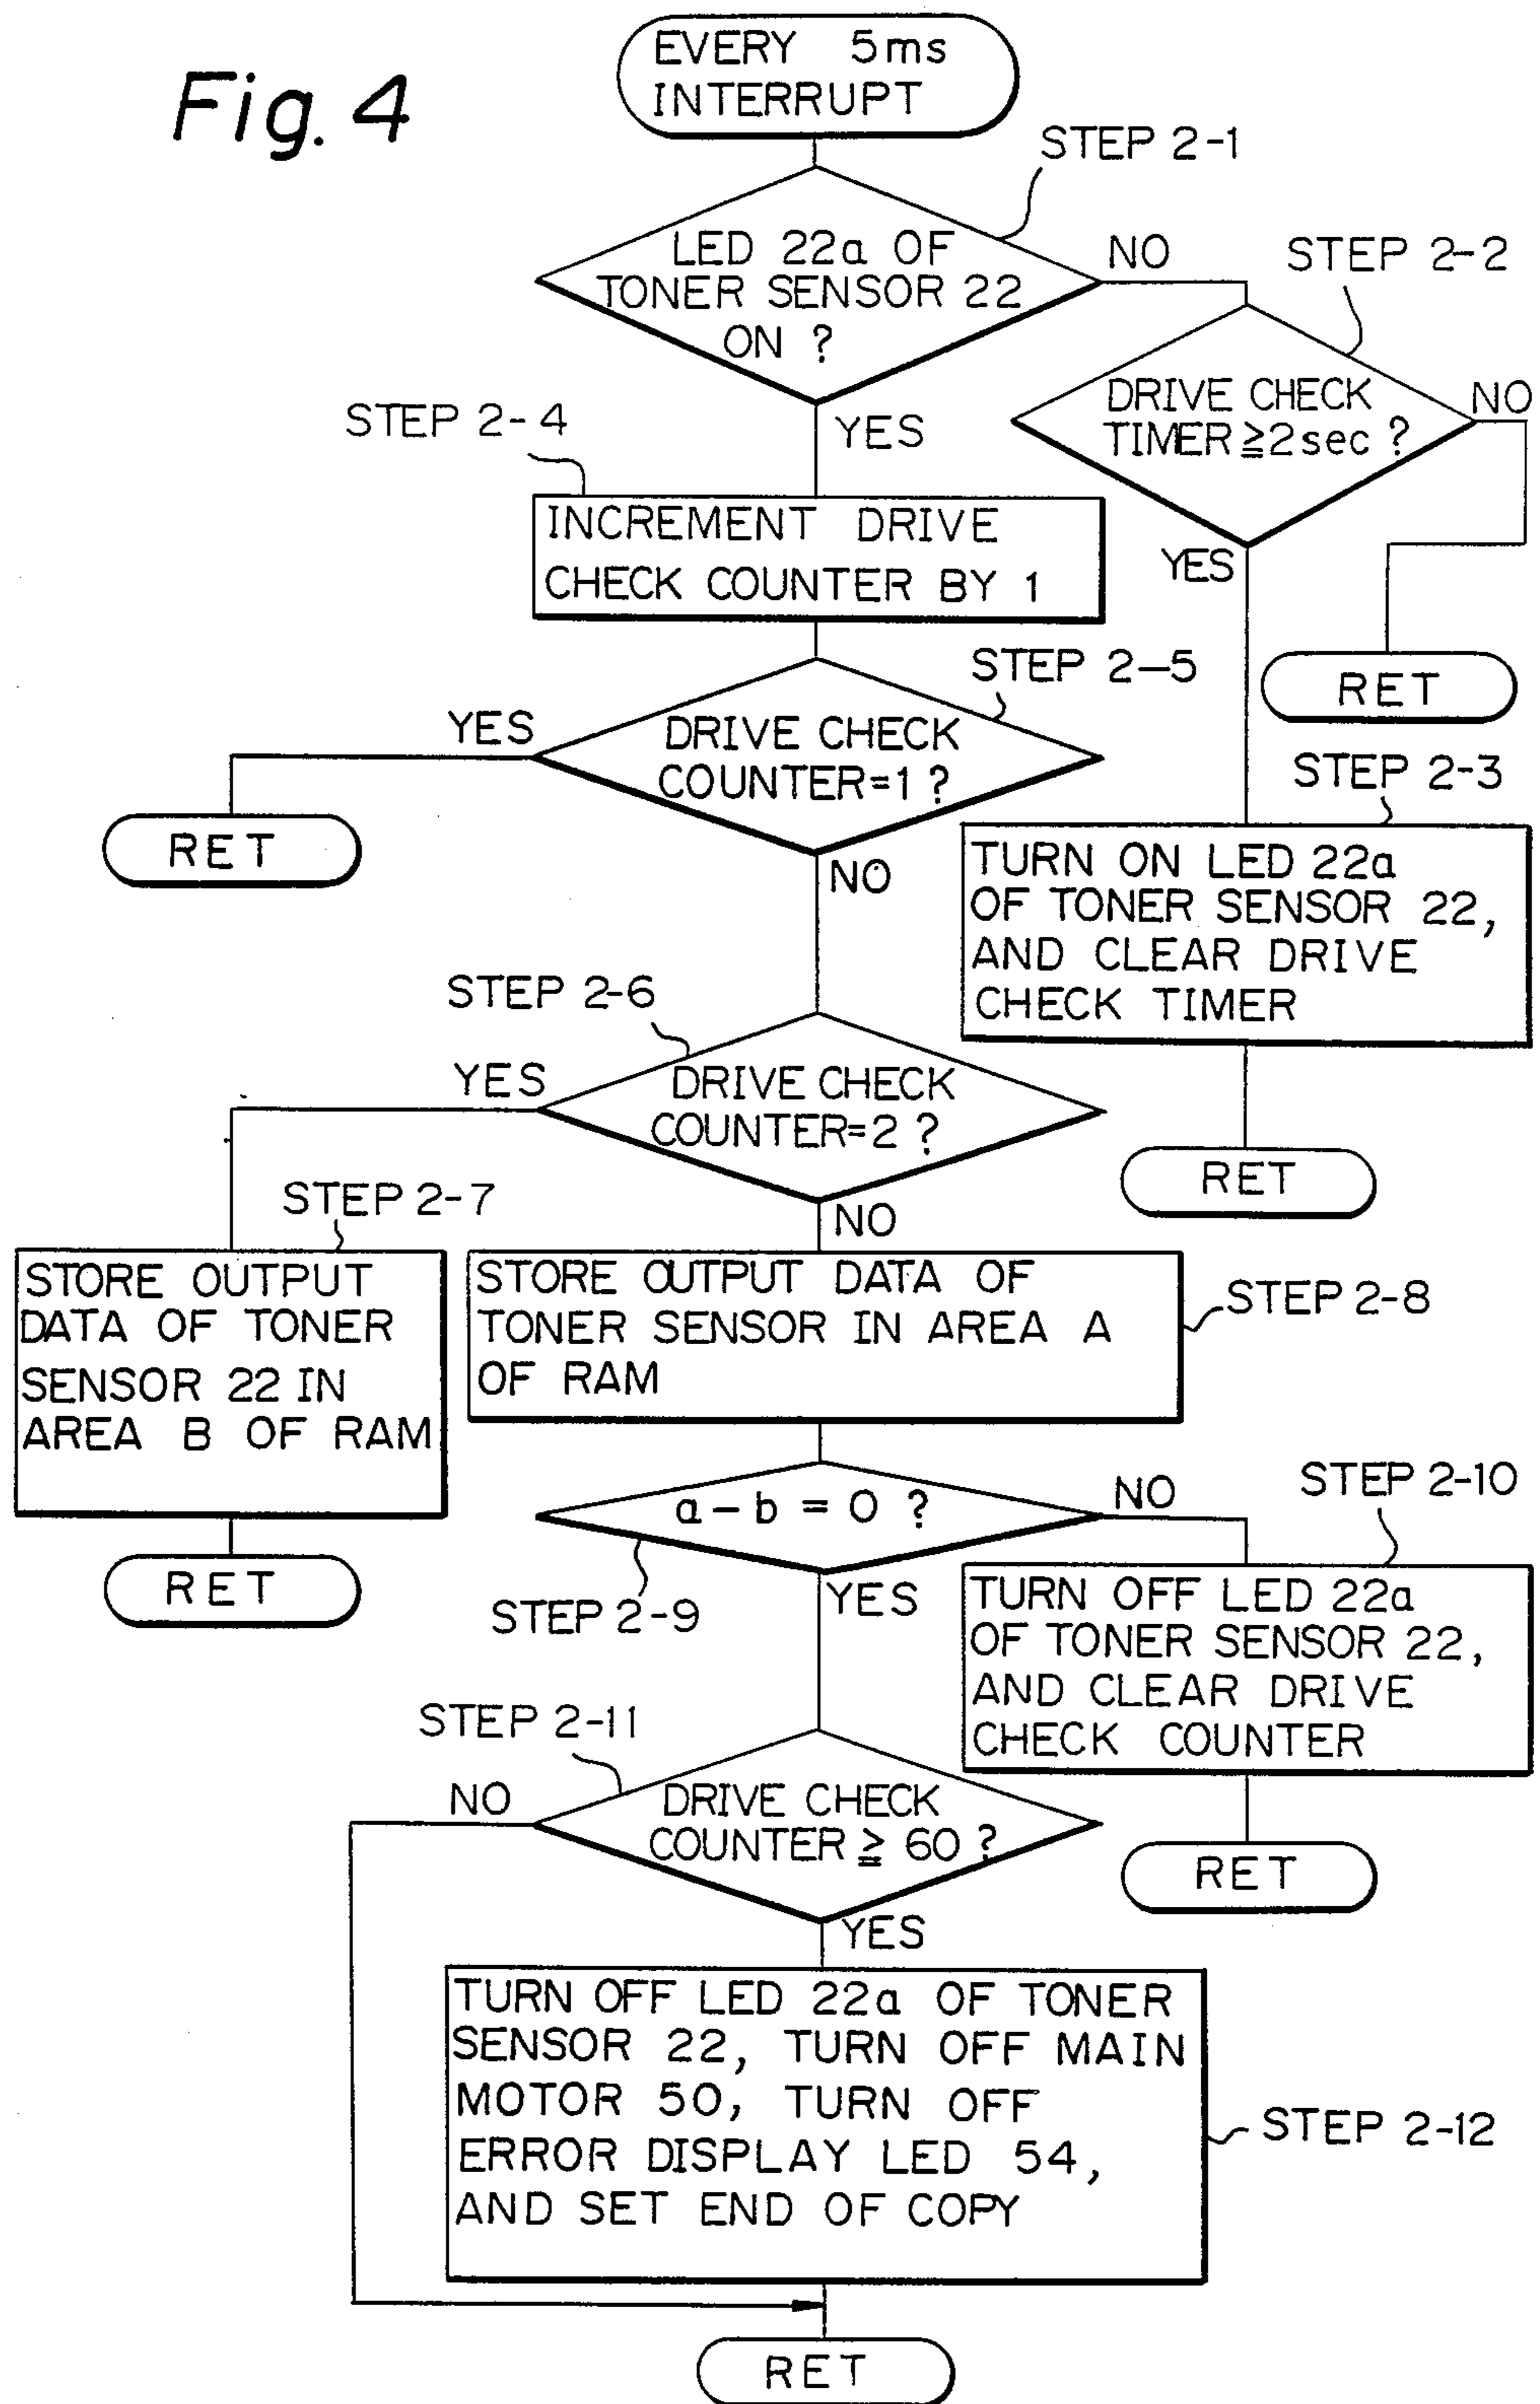 Fig. 4
EVERY 5ms
INTERRUPT
STEP 2-1
LED 22a OF
TONER SENSOR 22
ON ?
NO
STEP 2-2
DRIVE CHECK
TIMER ≧ 2sec ?
NO
YES
RET
YES
STEP 2-4
INCREMENT DRIVE
CHECK COUNTER BY 1
STEP 2-5
DRIVE CHECK
COUNTER=1 ?
YES
RET
NO
STEP 2-3
TURN ON LED 22a
OF TONER SENSOR 22,
AND CLEAR DRIVE
CHECK TIMER
RET
STEP 2-6
DRIVE CHECK
COUNTER=2 ?
YES
NO
STEP 2-7
STORE OUTPUT
DATA OF TONER
SENSOR 22 IN
AREA B OF RAM
RET
STORE OUTPUT DATA OF
TONER SENSOR IN AREA A
OF RAM
STEP 2-8
a-b = 0 ?
NO
YES
STEP 2-9
STEP 2-10
TURN OFF LED 22a
OF TONER SENSOR 22,
AND CLEAR DRIVE
CHECK COUNTER
RET
STEP 2-11
DRIVE CHECK
COUNTER ≧ 60 ?
NO
YES
TURN OFF LED 22a OF TONER
SENSOR 22, TURN OFF MAIN
MOTOR 50, TURN OFF
ERROR DISPLAY LED 54,
AND SET END OF COPY
STEP 2-12
RET